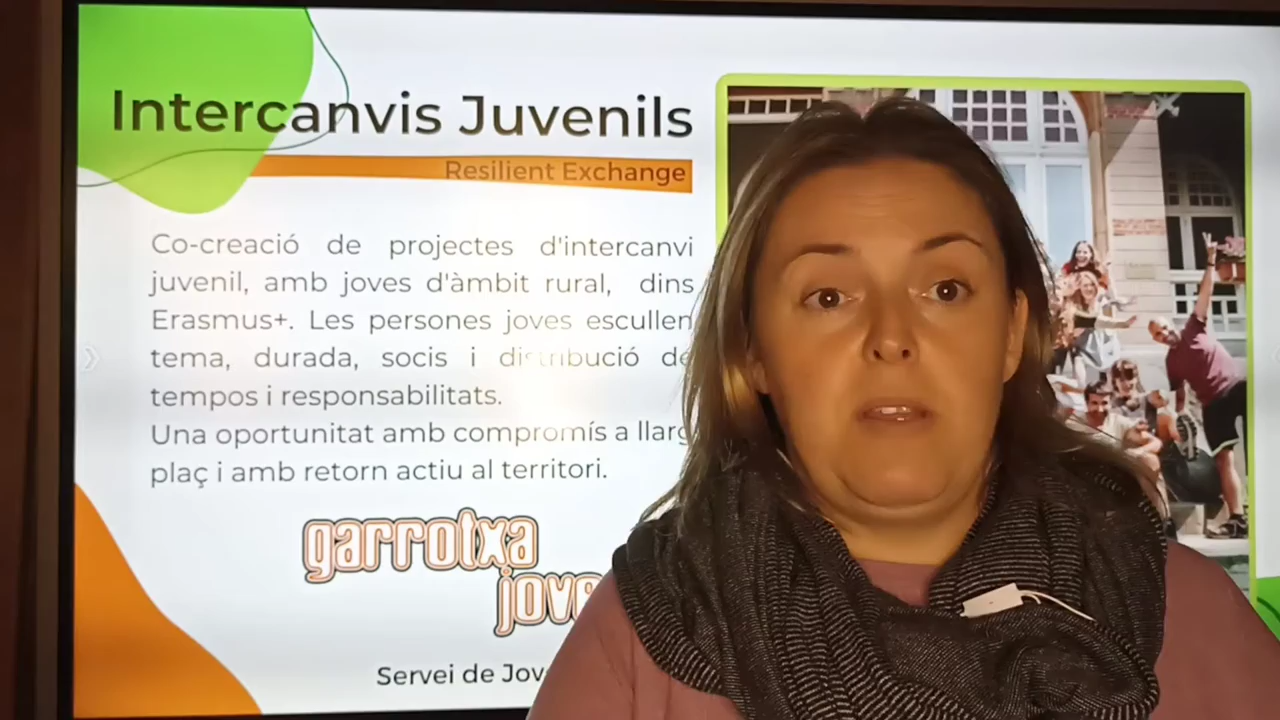 Intercanvis Juvenils
Resilient Exchange
Co-creació de projectes d'intercanvi
juvenil, amb joves d'àmbit rural, dins
Erasmus+. Les persones joves escullen
tema, durada, socis i distribució de
tempos i responsabilitats.
Una oportunitat amb compromís a llarg
plaç i amb retorn actiu al territori.
garrotxa
jove
Servei de Jov